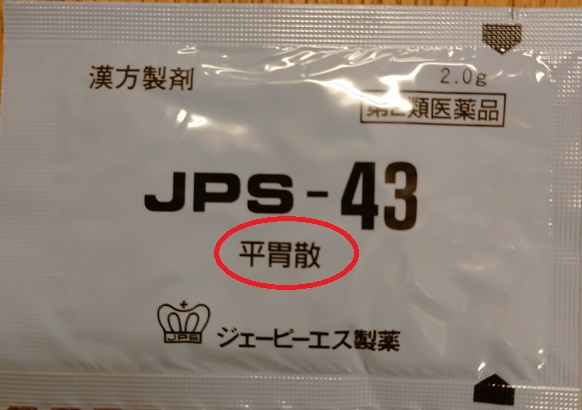 漢方製剤
2.0g
第2類医薬品
JPS-43
平胃散
JPS
ジェーピーエス製薬